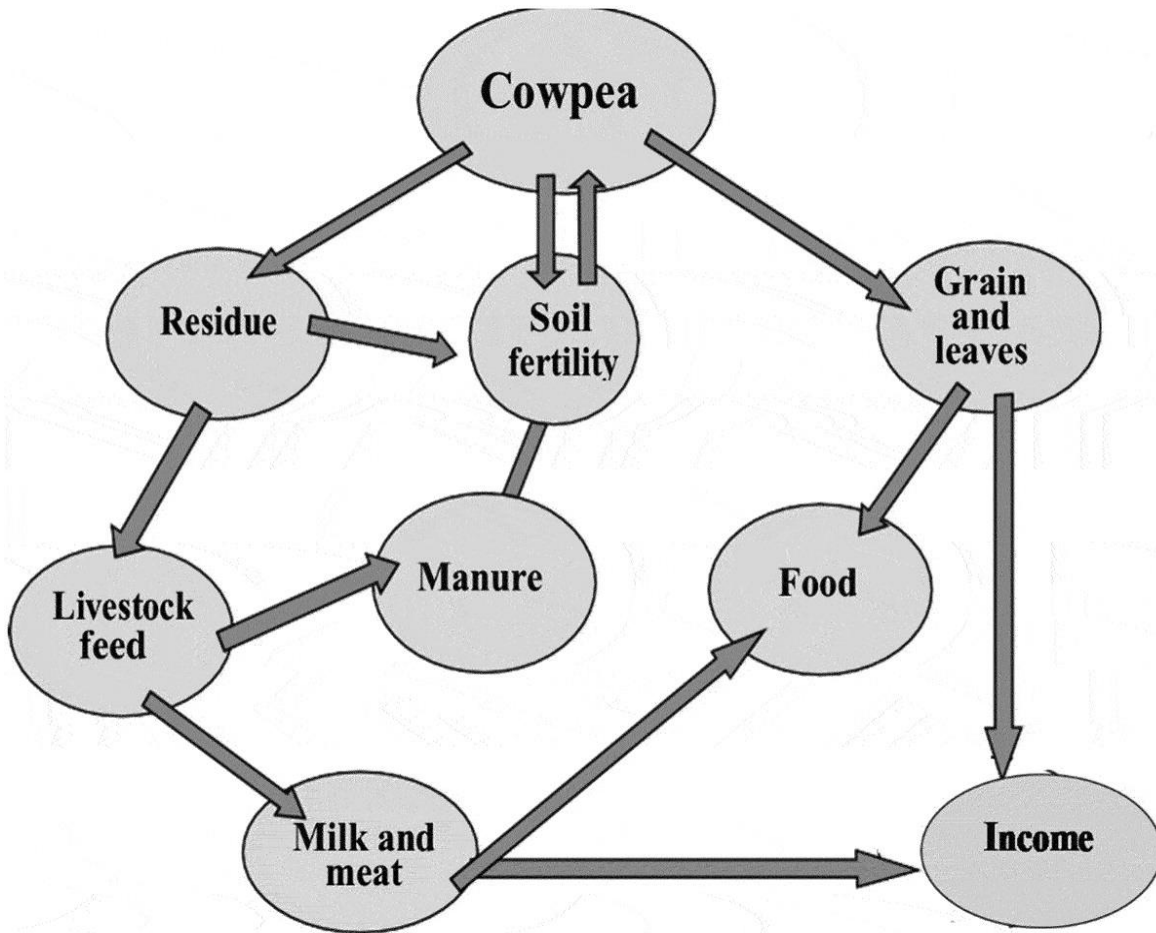 Cowpea
Residue
Soil
fertility
Grain
and
leaves
Livestock
feed
Manure
Food
Milk and
meat
Income